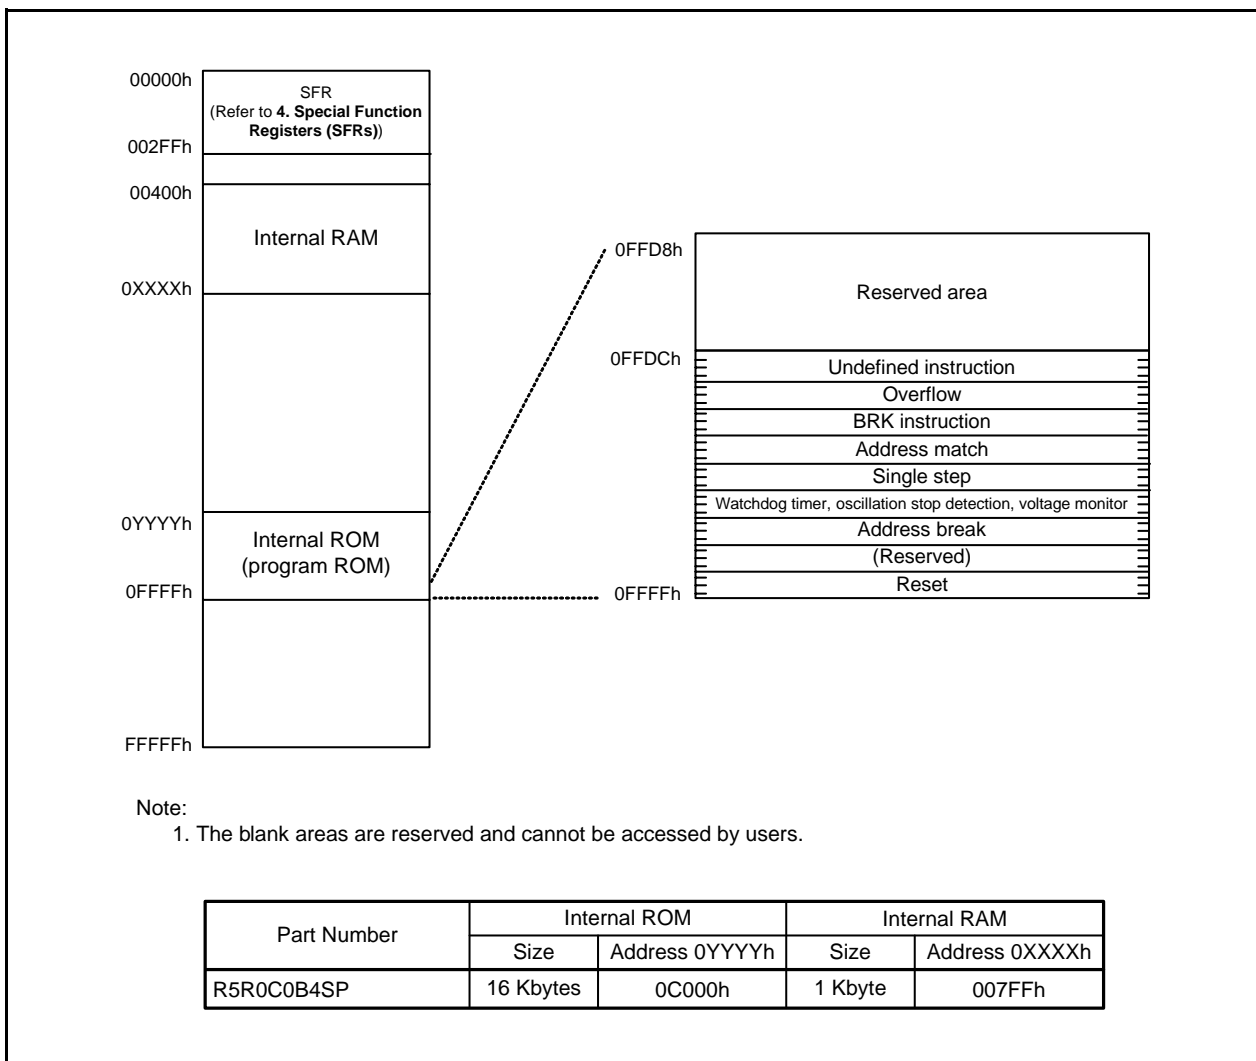 00000h
SFR
(Refer to 4. Special Function
Registers (SFRs))
002FFh
00400h
Internal RAM
0XXXXh
0YYYYh
Internal ROM
(program ROM)
0FFFFh
FFFFFh
0FFD8h
Reserved area
0FFDCh
Undefined instruction
Overflow
BRK instruction
Address match
Single step
Watchdog timer, oscillation stop detection, voltage monitor
Address break
(Reserved)
Reset
0FFFFh
Note:
1. The blank areas are reserved and cannot be accessed by users.
Part Number
Internal ROM
Internal RAM
Size
Address 0YYYYh
Size
Address 0XXXXh
R5R0C0B4SP
16 Kbytes
0C000h
1 Kbyte
007FFh